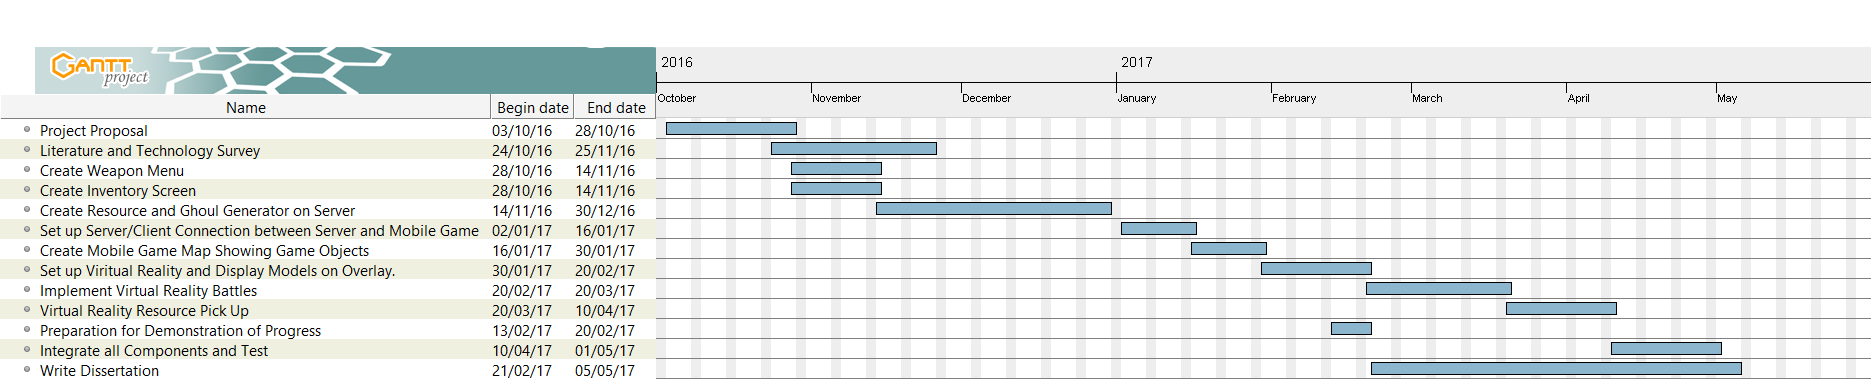 GANTT
project
2016
2017
October
November
December
January
February
March
April
May
Name
Begin date
End date
Project Proposal 03/10/16 28/10/16
Literature and Technology Survey 24/10/16 25/11/16
Create Weapon Menu 28/10/16 14/11/16
Create Inventory Screen 28/10/16 14/11/16
Create Resource and Ghoul Generator on Server 14/11/16 30/12/16
Set up Server/Client Connection between Server and Mobile Game 02/01/17 16/01/17
Create Mobile Game Map Showing Game Objects 16/01/17 30/01/17
Set up Viritual Reality and Display Models on Overlay. 30/01/17 20/02/17
Implement Virtual Reality Battles 20/02/17 20/03/17
Virtual Reality Resource Pick Up 20/03/17 10/04/17
Preparation for Demonstration of Progress 13/02/17 20/02/17
Integrate all Components and Test 10/04/17 01/05/17
Write Dissertation 21/02/17 05/05/17